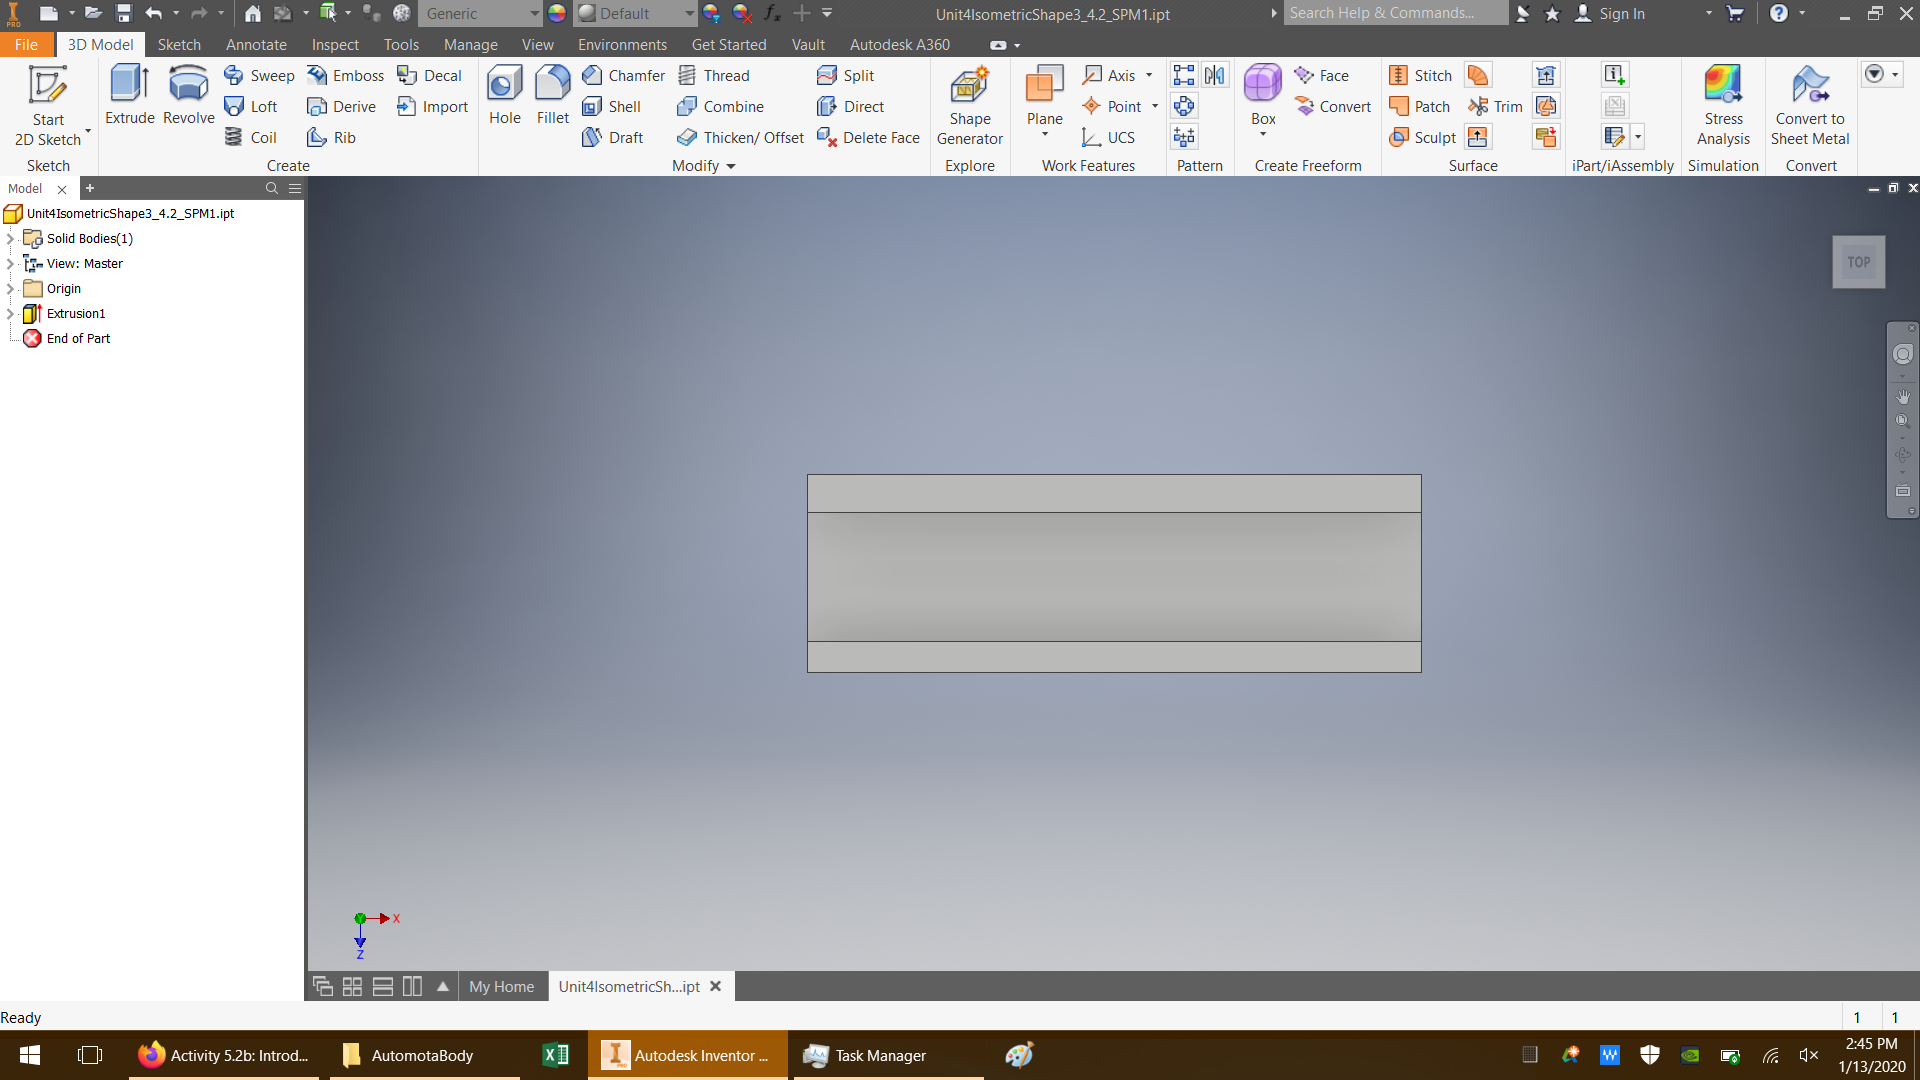 PRO Generic Default Unit4IsometricShape3_4.2_SPM1.ipt Search Help & Commands... Sign In
File 3D Model Sketch Annotate Inspect Tools Manage View Environments Get Started Vault Autodesk A360
Start 2D Sketch
Extrude Revolve
Sweep Emboss Decal
Loft Derive Import
Coil Rib
Hole Fillet
Chamfer Thread Split
Shell Combine Direct
Draft Thicken/ Offset Delete Face
Shape Generator
Plane
Axis
Point
UCS
Box
Face
Convert
Stitch
Patch Trim
Sculpt
Stress Analysis
Convert to Sheet Metal
Sketch Create Modify Explore Work Features Pattern Create Freeform Surface iPart/iAssembly Simulation Convert
Model
Unit4IsometricShape3_4.2_SPM1.ipt
Solid Bodies(1)
View: Master
Origin
Extrusion1
End of Part
TOP
X
Y
Z
My Home Unit4IsometricSh...ipt
Ready 1 1
Activity 5.2b: Introd... AutomotaBody Autodesk Inventor ... Task Manager
2:45 PM
1/13/2020